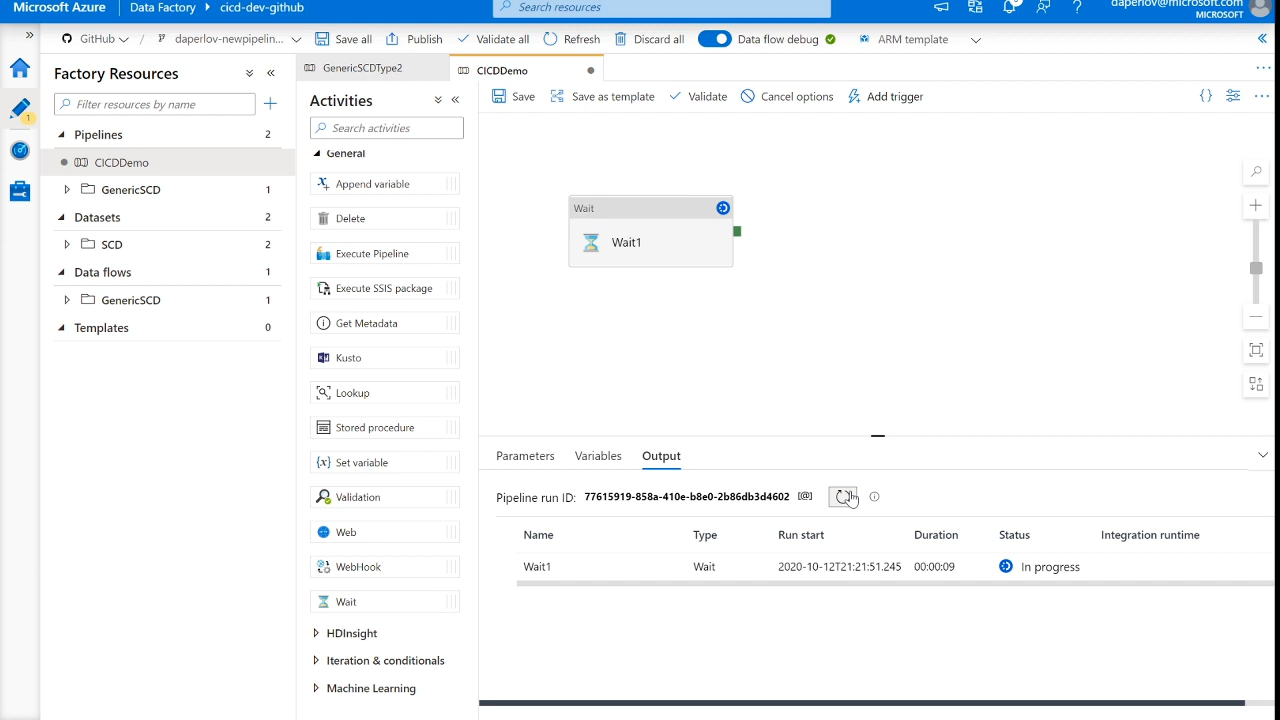 Microsoft Azure Data Factory cicd-dev-github Search resources daperlov@microsoft.com
MICROSOFT
GitHub daperlov-newpipelin... Save all Publish Validate all Refresh Discard all Data flow debug ARM template
Factory Resources
Filter resources by name
Pipelines 2
CICDDemo
GenericSCD 1
Datasets 2
SCD 2
Data flows 1
GenericSCD 1
Templates 0
1
GenericSCDType2 CICDDemo
Activities
Search activities
General
Append variable
Delete
Execute Pipeline
Execute SSIS package
Get Metadata
Kusto
Lookup
Stored procedure
Set variable
Validation
Web
WebHook
Wait
HDInsight
Iteration & conditionals
Machine Learning
Save Save as template Validate Cancel options Add trigger
Wait
Wait1
Parameters Variables Output
Pipeline run ID: 77615919-858a-410e-b8e0-2b86db3d4602
Name Type Run start Duration Status Integration runtime
Wait1 Wait 2020-10-12T21:21:51.245 00:00:09 In progress